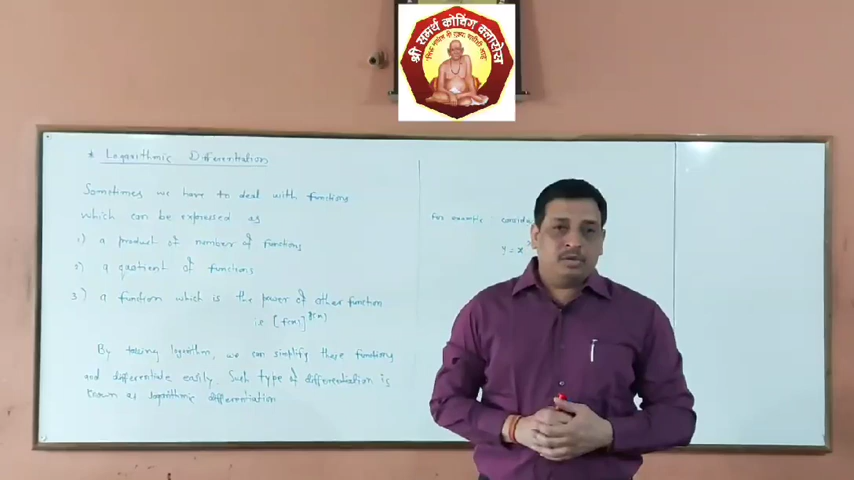 श्री समर्थ कोचिंग क्लासेस
* Logarithmic Differentiation
Sometimes we have to deal with functions
which can be expressed as
1) a product of number of functions
2) a quotient of functions
3) a function which is the power of other function
i.e [f(x)]^g(x)
By taking logarithm, we can simplify these functions
and differentiate easily. Such type of differentiation is
known as logarithmic differentiation
For example : consider
y = x